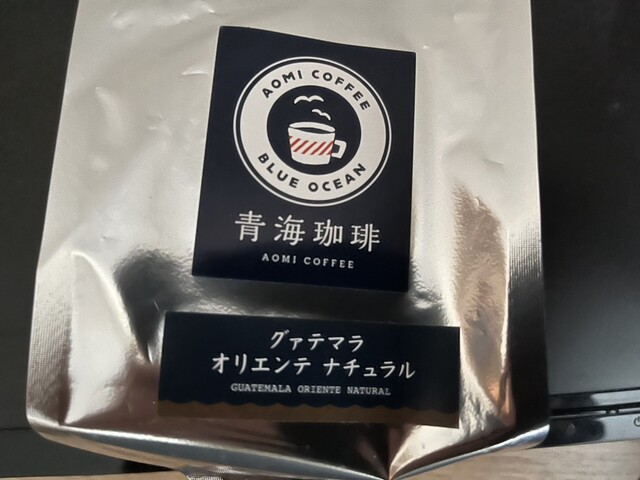 AOMI COFFEE
BLUE OCEAN
青海珈琲
AOMI COFFEE
グァテマラ
オリエンテ ナチュラル
GUATEMALA ORIENTE NATURAL